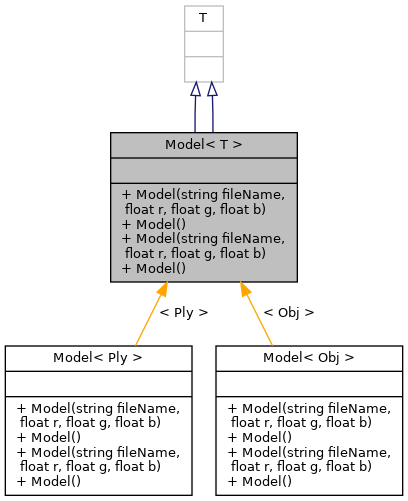 T
Model< T >
+ Model(string fileName,
float r, float g, float b)
+ Model()
+ Model(string fileName,
float r, float g, float b)
+ Model()
< Ply >
< Obj >
Model< Ply >
+ Model(string fileName,
float r, float g, float b)
+ Model()
+ Model(string fileName,
float r, float g, float b)
+ Model()
Model< Obj >
+ Model(string fileName,
float r, float g, float b)
+ Model()
+ Model(string fileName,
float r, float g, float b)
+ Model()